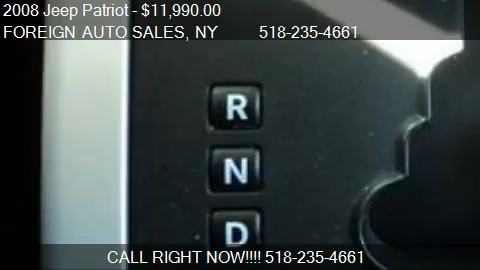 2008 Jeep Patriot - $11,990.00
FOREIGN AUTO SALES, NY 518-235-4661
R
N
D
CALL RIGHT NOW!!!! 518-235-4661